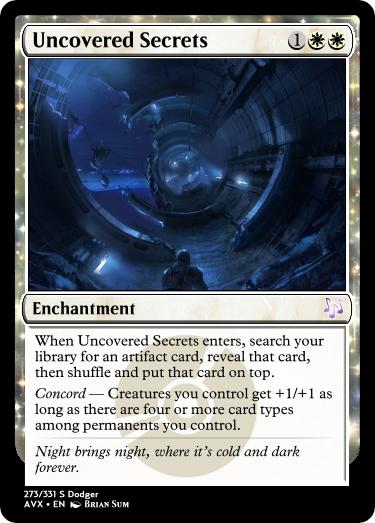 Uncovered Secrets 1
Enchantment
When Uncovered Secrets enters, search your
library for an artifact card, reveal that card,
then shuffle and put that card on top.
Concord — Creatures you control get +1/+1 as
long as there are four or more card types
among permanents you control.
Night brings night, where it's cold and dark
forever.
273/331 S Dodger
AVX • EN Brian Sum